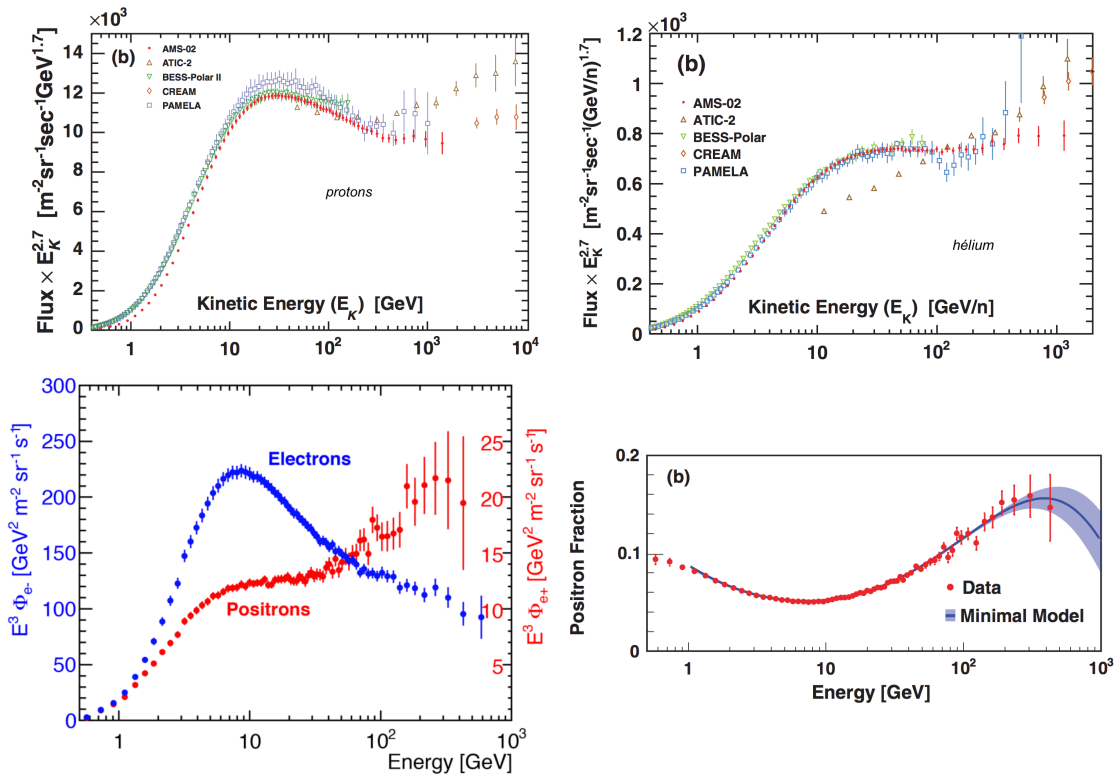 ×10³
Flux × E_K^2.7 [m⁻²sr⁻¹sec⁻¹GeV^1.7]
14
12
10
8
6
4
2
0
(b)
AMS-02
ATIC-2
BESS-Polar II
CREAM
PAMELA
protons
Kinetic Energy (E_K) [GeV]
1 10 10² 10³ 10⁴
×10³
Flux × E_K^2.7 [m⁻²sr⁻¹sec⁻¹(GeV/n)^1.7]
1.2
1
0.8
0.6
0.4
0.2
0
(b)
AMS-02
ATIC-2
BESS-Polar
CREAM
PAMELA
hélium
Kinetic Energy (E_K) [GeV/n]
1 10 10² 10³
E³ Φ_e- [GeV² m⁻² sr⁻¹ s⁻¹]
300
250
200
150
100
50
0
Electrons
Positrons
25
20
15
10
5
E³ Φ_e+ [GeV² m⁻² sr⁻¹ s⁻¹]
1 10 10² 10³
Energy [GeV]
Positron Fraction
0.2
0.1
0
(b)
Data
Minimal Model
1 10 10² 10³
Energy [GeV]